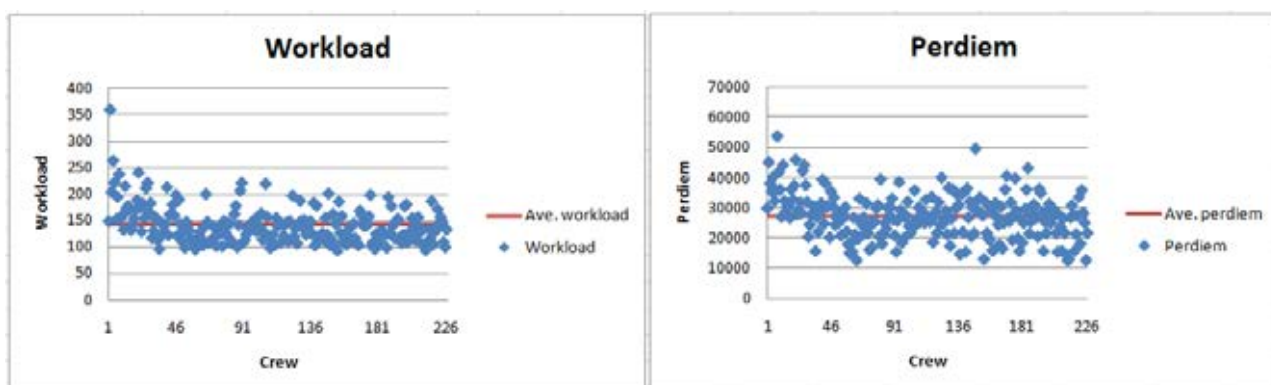 Workload
400
350
300
250
200
150
100
50
0
1 46 91 136 181 226
Workload
Crew
Ave. workload
Workload
Perdiem
70000
60000
50000
40000
30000
20000
10000
0
1 46 91 136 181 226
Perdiem
Crew
Ave. perdiem
Perdiem